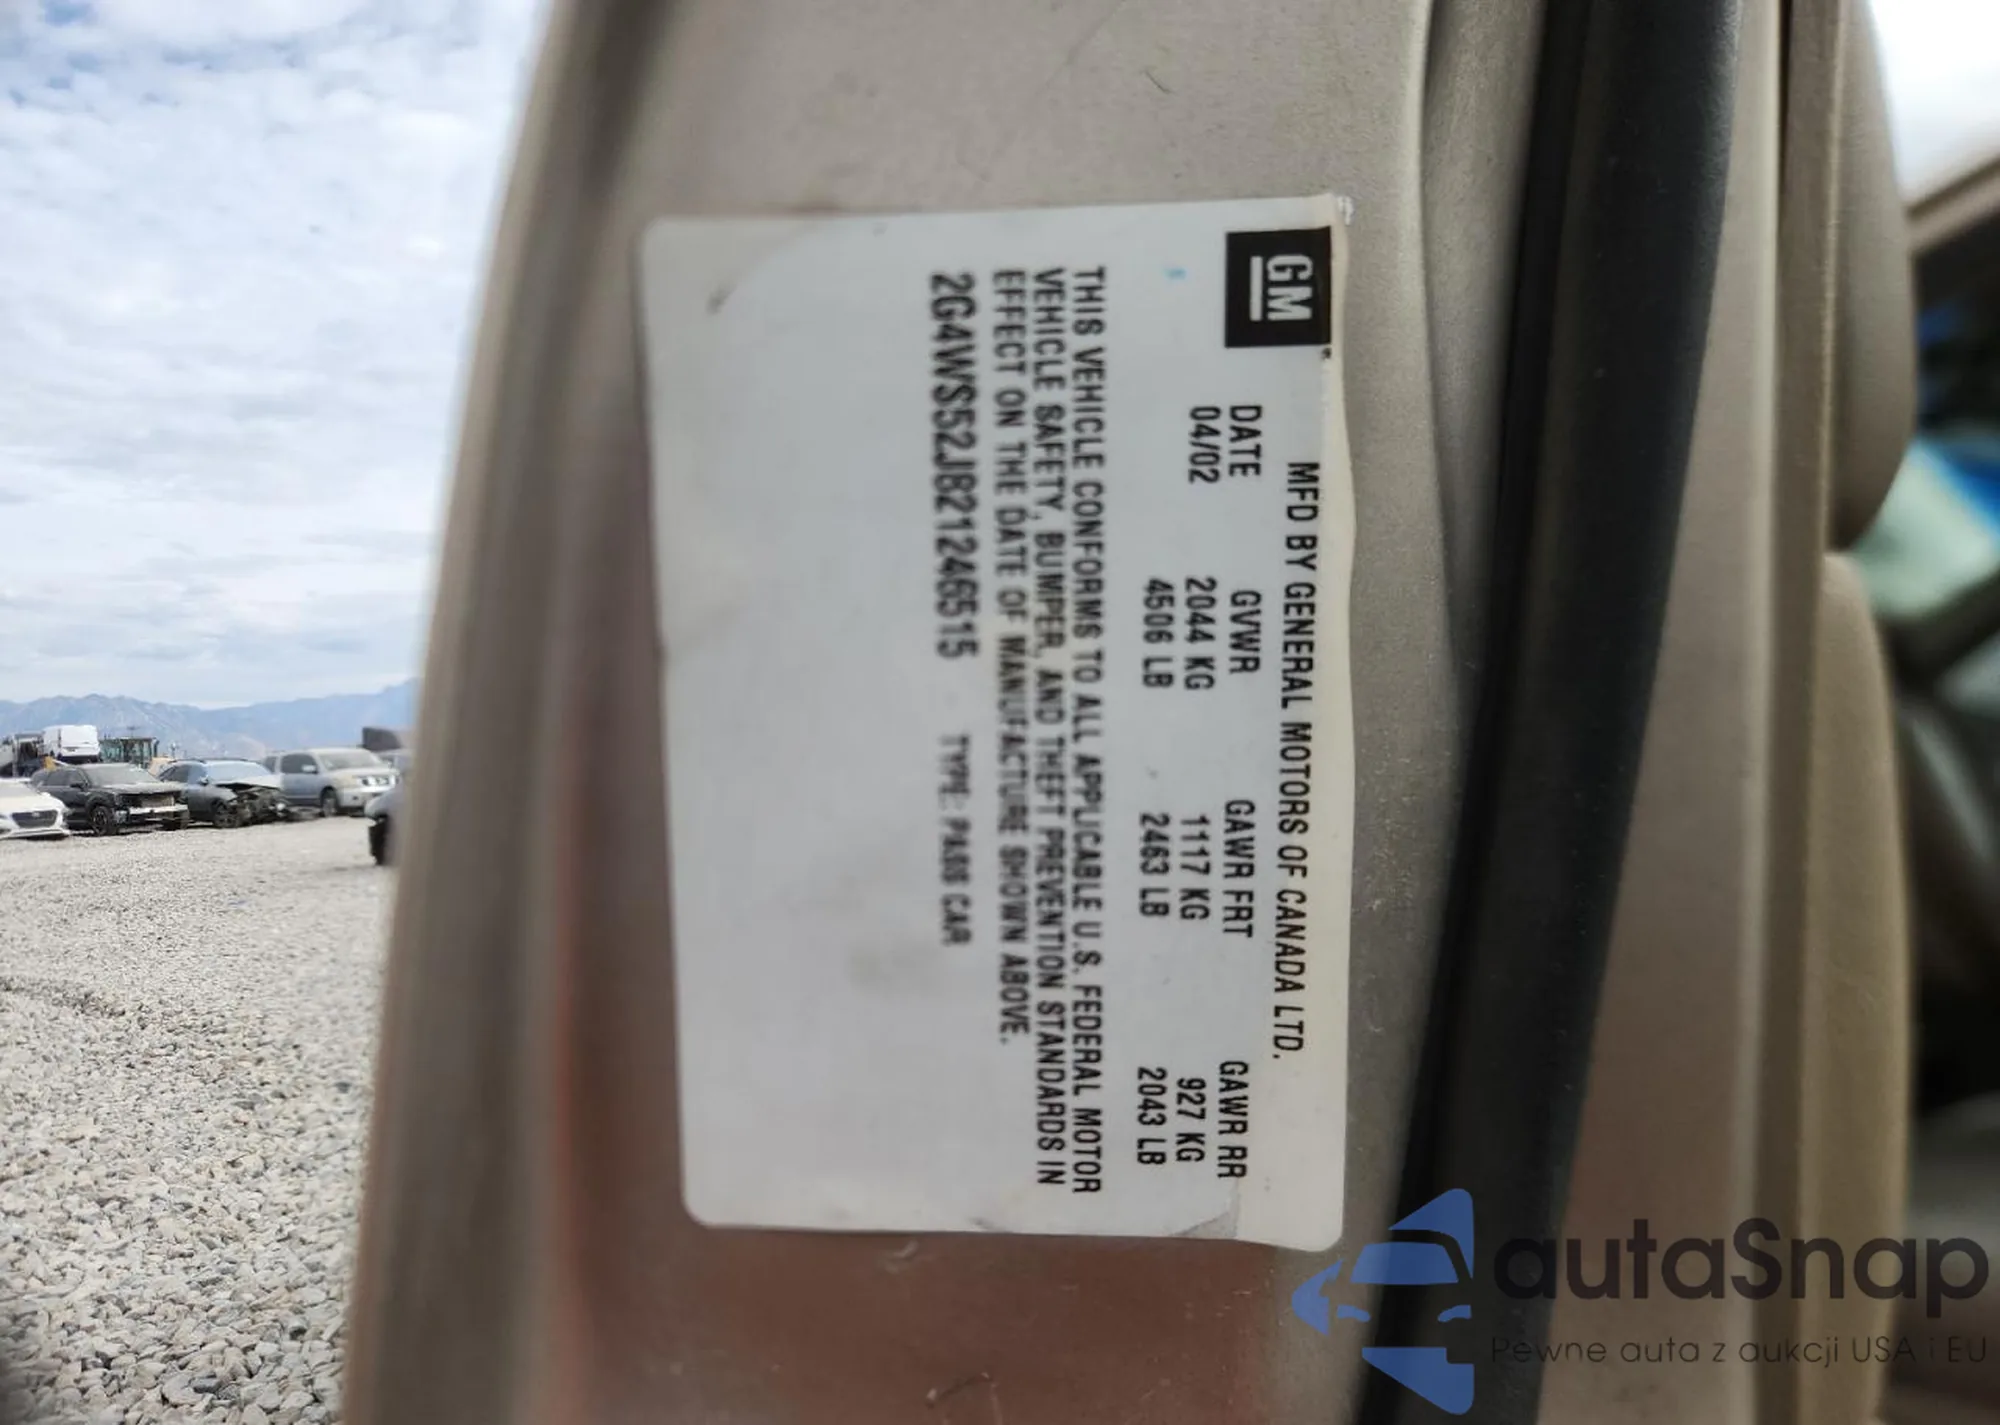 GM
MFD BY GENERAL MOTORS OF CANADA LTD.
DATE GVWR GAWR FRT GAWR RR
04/02 2044 KG 1117 KG 927 KG
4506 LB 2463 LB 2043 LB
THIS VEHICLE CONFORMS TO ALL APPLICABLE U.S. FEDERAL MOTOR
VEHICLE SAFETY, BUMPER, AND THEFT PREVENTION STANDARDS IN
EFFECT ON THE DATE OF MANUFACTURE SHOWN ABOVE.
2G4WS52J821246515 TYPE: PASS CAR
autaSnap
Pewne auta z aukcji USA i EU